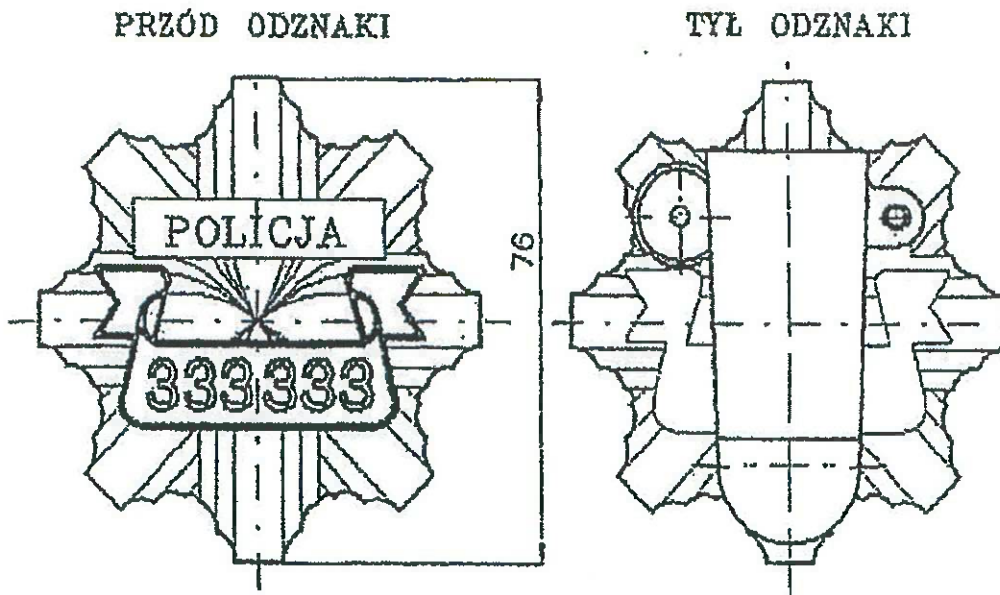 PRZÓD ODZNAKI
TYŁ ODZNAKI
POLICJA
76
333333